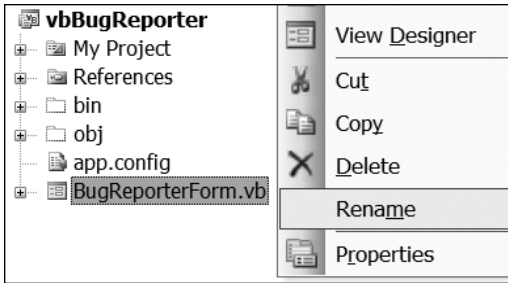 vbBugReporter
My Project
References
bin
obj
app.config
BugReporterForm.vb
View Designer
Cut
Copy
Delete
Rename
Properties